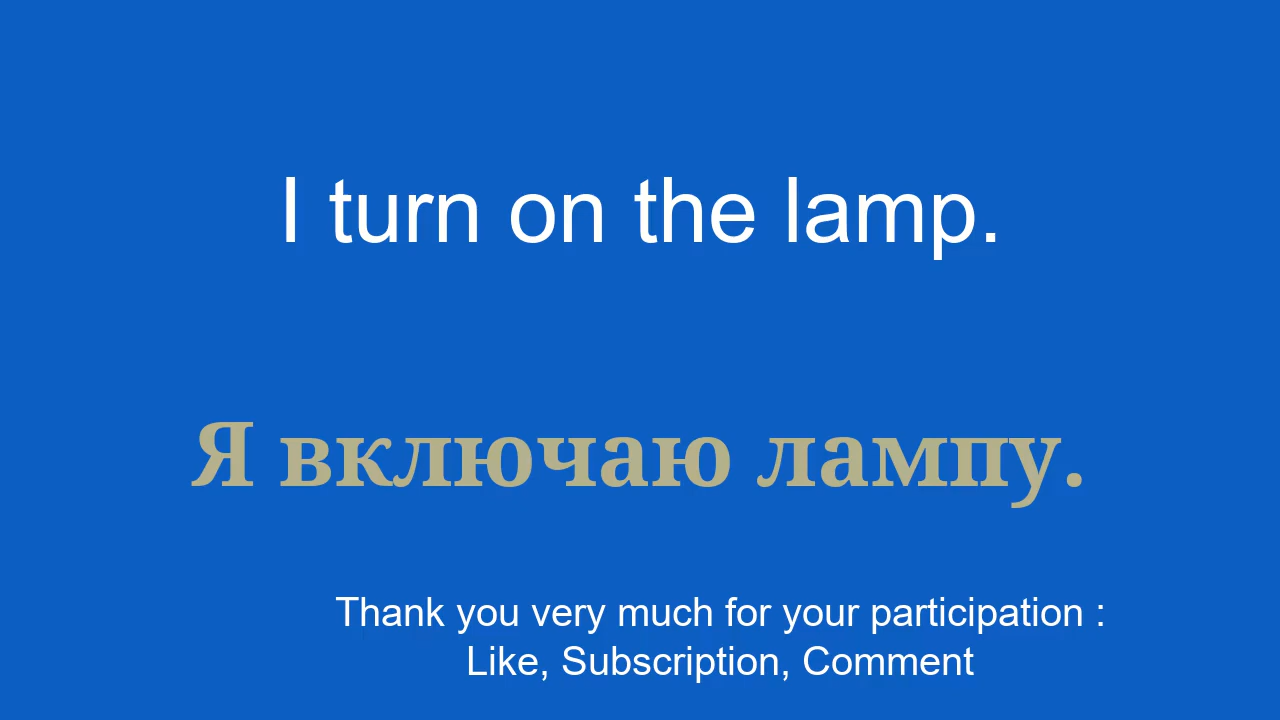 I turn on the lamp.
Я включаю лампу.
Thank you very much for your participation :
Like, Subscription, Comment